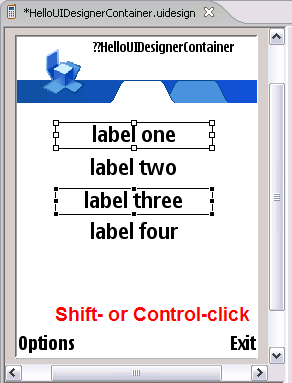 *HelloUIDesignerContainer.uidesign
??HelloUIDesignerContainer
label one
label two
label three
label four
Shift- or Control-click
Options Exit